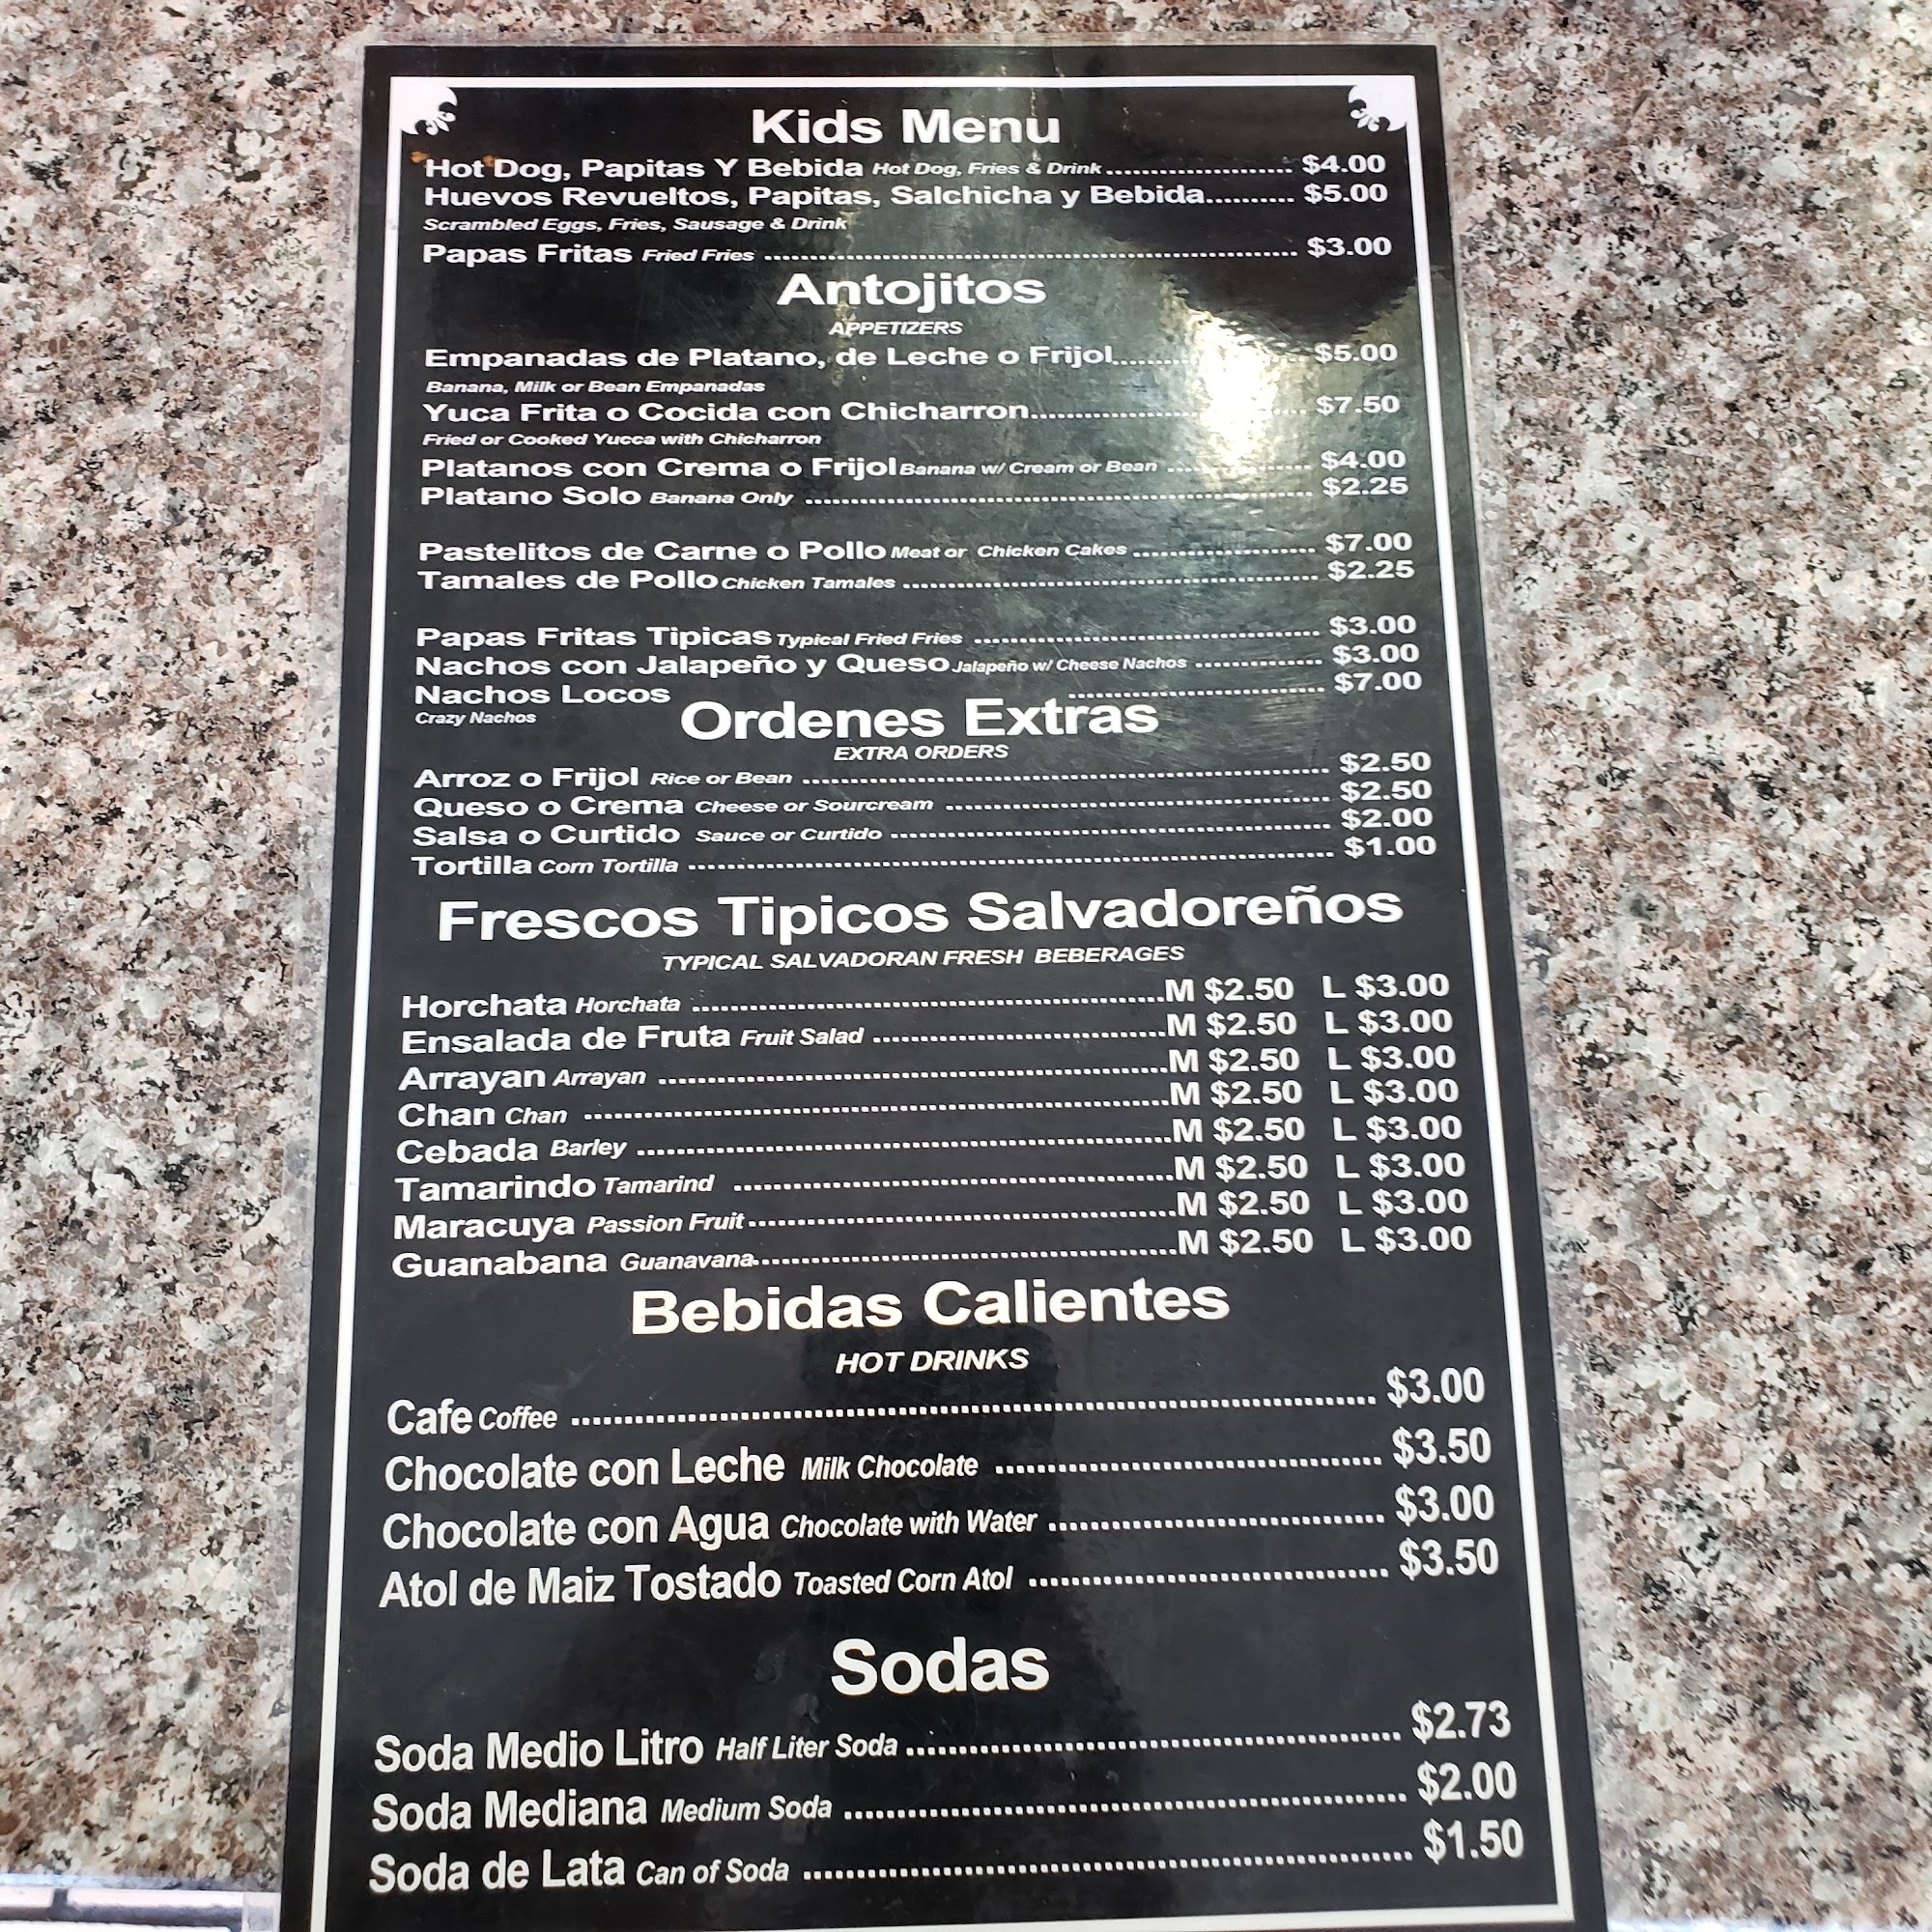 Kids Menu
Hot Dog, Papitas Y Bebida Hot Dog, Fries & Drink..................... $4.00
Huevos Revueltos, Papitas, Salchicha y Bebida.......... $5.00
Scrambled Eggs, Fries, Sausage & Drink
Papas Fritas Fried Fries ............................................................ $3.00
Antojitos
APPETIZERS
Empanadas de Platano, de Leche o Frijol...................... $5.00
Banana, Milk or Bean Empanadas
Yuca Frita o Cocida con Chicharron............................... $7.50
Fried or Cooked Yucca with Chicharron
Platanos con Crema o Frijol Banana w/ Cream or Bean ................ $4.00
Platano Solo Banana Only ......................................................... $2.25
Pastelitos de Carne o Pollo Meat or Chicken Cakes .................... $7.00
Tamales de Pollo Chicken Tamales ............................................... $2.25
Papas Fritas Tipicas Typical Fried Fries ....................................... $3.00
Nachos con Jalapeño y Queso Jalapeño w/ Cheese Nachos .............. $3.00
Nachos Locos ............................. $7.00
Crazy Nachos
Ordenes Extras
EXTRA ORDERS
Arroz o Frijol Rice or Bean ............................................................ $2.50
Queso o Crema Cheese or Sourcream ........................................... $2.50
Salsa o Curtido Sauce or Curtido .................................................. $2.00
Tortilla Corn Tortilla ......................................................................... $1.00
Frescos Tipicos Salvadoreños
TYPICAL SALVADORAN FRESH BEBERAGES
Horchata Horchata .....................................................M $2.50 L $3.00
Ensalada de Fruta Fruit Salad .................................M $2.50 L $3.00
Arrayan Arrayan .........................................................M $2.50 L $3.00
Chan Chan ..................................................................M $2.50 L $3.00
Cebada Barley ............................................................M $2.50 L $3.00
Tamarindo Tamarind .................................................M $2.50 L $3.00
Maracuya Passion Fruit................................................M $2.50 L $3.00
Guanabana Guanavana...............................................M $2.50 L $3.00
Bebidas Calientes
HOT DRINKS
Cafe Coffee ............................................................................ $3.00
Chocolate con Leche Milk Chocolate ..................................... $3.50
Chocolate con Agua Chocolate with Water ................................ $3.00
Atol de Maiz Tostado Toasted Corn Atol .................................. $3.50
Sodas
Soda Medio Litro Half Liter Soda ............................................... $2.73
Soda Mediana Medium Soda ..................................................... $2.00
Soda de Lata Can of Soda .......................................................... $1.50